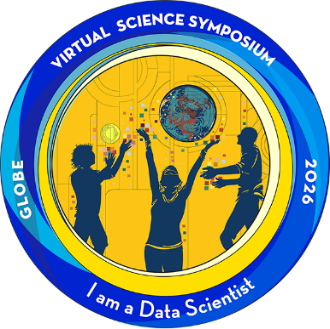 VIRTUAL SCIENCE SYMPOSIUM
GLOBE
2026
I am a Data Scientist